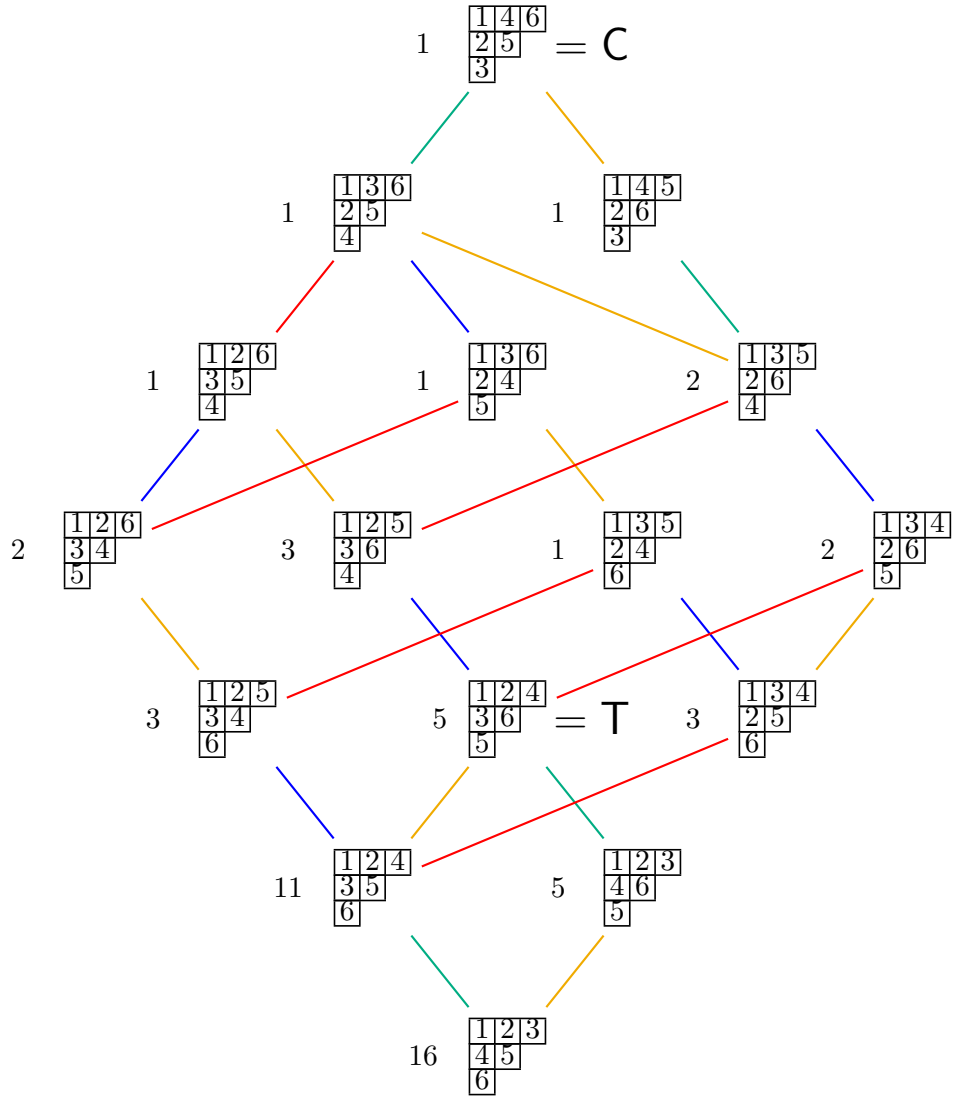 1 4 6
1 2 5 = C
3
1 3 6 1 4 5
1 2 5 1 2 6
4 3
1 2 6 1 3 6 1 3 5
1 3 5 1 2 4 2 2 6
4 5 4
1 2 6 1 2 5 1 3 5 1 3 4
2 3 4 3 3 6 1 2 4 2 2 6
5 4 6 5
1 2 5 1 2 4 1 3 4
3 3 4 5 3 6 = T 3 2 5
6 5 6
1 2 4 1 2 3
11 3 5 5 4 6
6 5
1 2 3
16 4 5
6